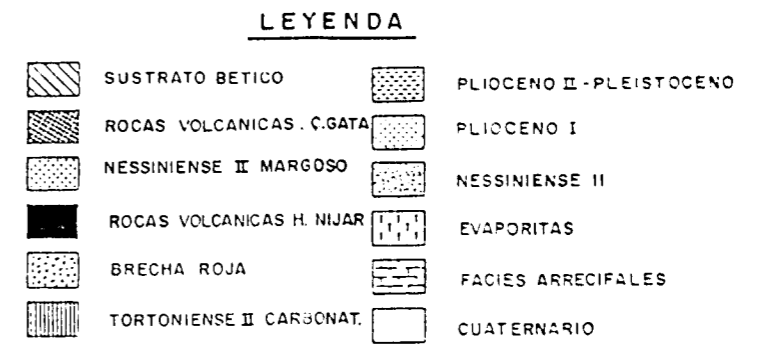 LEYENDA
SUSTRATO BETICO
ROCAS VOLCANICAS. C.GATA
NESSINIENSE II MARGOSO
ROCAS VOLCANICAS H. NIJAR
BRECHA ROJA
TORTONIENSE II CARBONAT.
PLIOCENO II-PLEISTOCENO
PLIOCENO I
NESSINIENSE II
EVAPORITAS
FACIES ARRECIFALES
CUATERNARIO